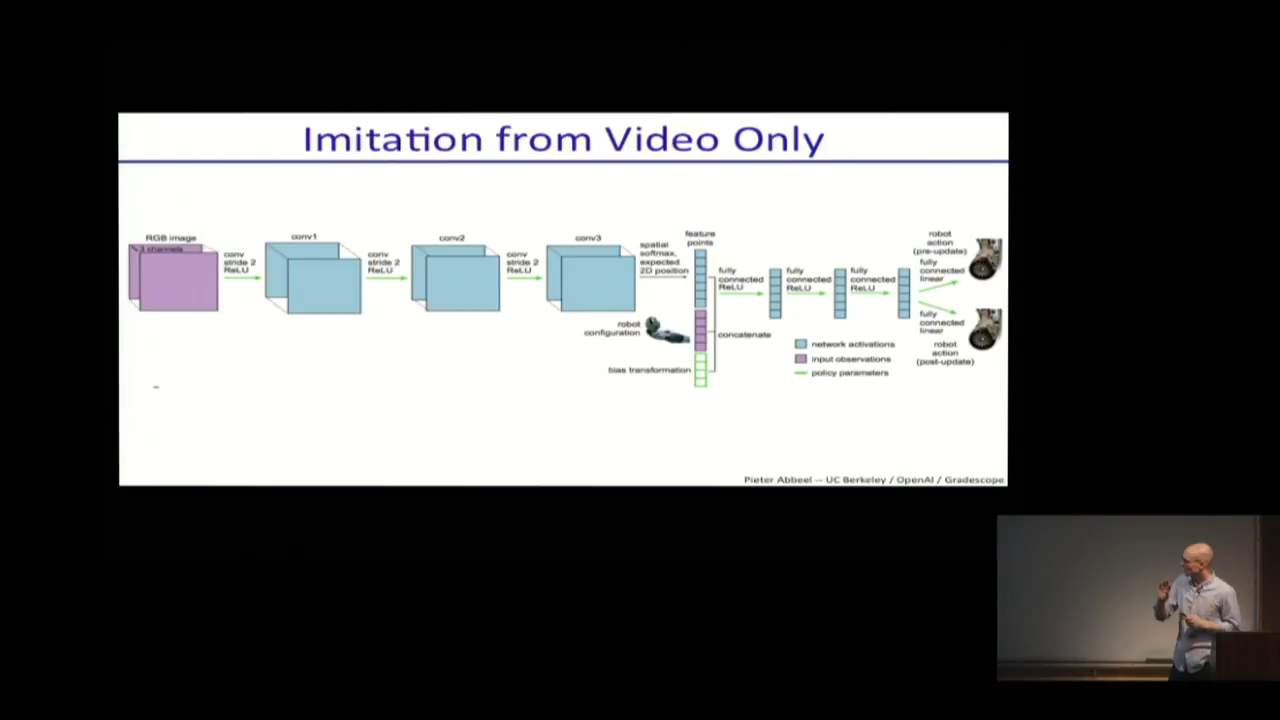 Imitation from Video Only
RGB image
3 channels
conv
stride 2
ReLU
conv1
conv
stride 2
ReLU
conv2
conv
stride 2
ReLU
conv3
spatial
softmax,
expected
2D position
feature
points
robot
configuration
bias transformation
concatenate
fully
connected
ReLU
fully
connected
ReLU
fully
connected
ReLU
robot
action
(pre-update)
fully
connected
linear
fully
connected
linear
robot
action
(post-update)
network activations
input observations
policy parameters
Pieter Abbeel -- UC Berkeley / OpenAI / Gradescope